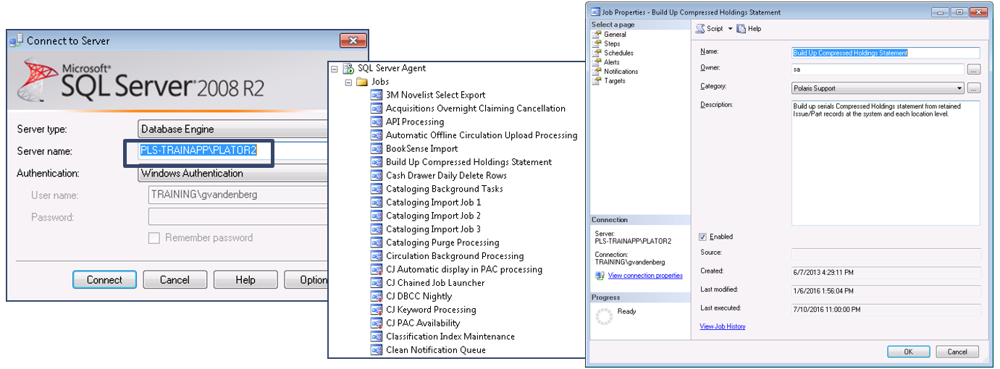 Connect to Server
Microsoft®
SQL Server® 2008 R2
Server type: Database Engine
Server name: PLS-TRAINAPP\PLATOR2
Authentication: Windows Authentication
User name: TRAINING\gvandenberg
Password:
Remember password
Connect Cancel Help Option
SQL Server Agent
Jobs
3M Novelist Select Export
Acquisitions Overnight Claiming Cancellation
API Processing
Automatic Offline Circulation Upload Processing
BookSense Import
Build Up Compressed Holdings Statement
Cash Drawer Daily Delete Rows
Cataloging Background Tasks
Cataloging Import Job 1
Cataloging Import Job 2
Cataloging Import Job 3
Cataloging Purge Processing
Circulation Background Processing
CJ Automatic display in PAC processing
CJ Chained Job Launcher
CJ DBCC Nightly
CJ Keyword Processing
CJ PAC Availability
Classification Index Maintenance
Clean Notification Queue
Job Properties - Build Up Compressed Holdings Statement
Select a page
General
Steps
Schedules
Alerts
Notifications
Targets
Script Help
Name: Build Up Compressed Holdings Statement
Owner: sa ...
Category: Polaris Support ...
Description: Build up serials Compressed Holdings statement from retained
Issue/Part records at the system and each location level.
Connection
Server:
PLS-TRAINAPP\PLATOR2
Connection:
TRAINING\gvandenberg
View connection properties
Progress
Ready
Enabled
Source:
Created: 6/7/2013 4:29:11 PM
Last modified: 1/6/2016 1:56:04 PM
Last executed: 7/10/2016 11:00:00 PM
View Job History
OK Cancel